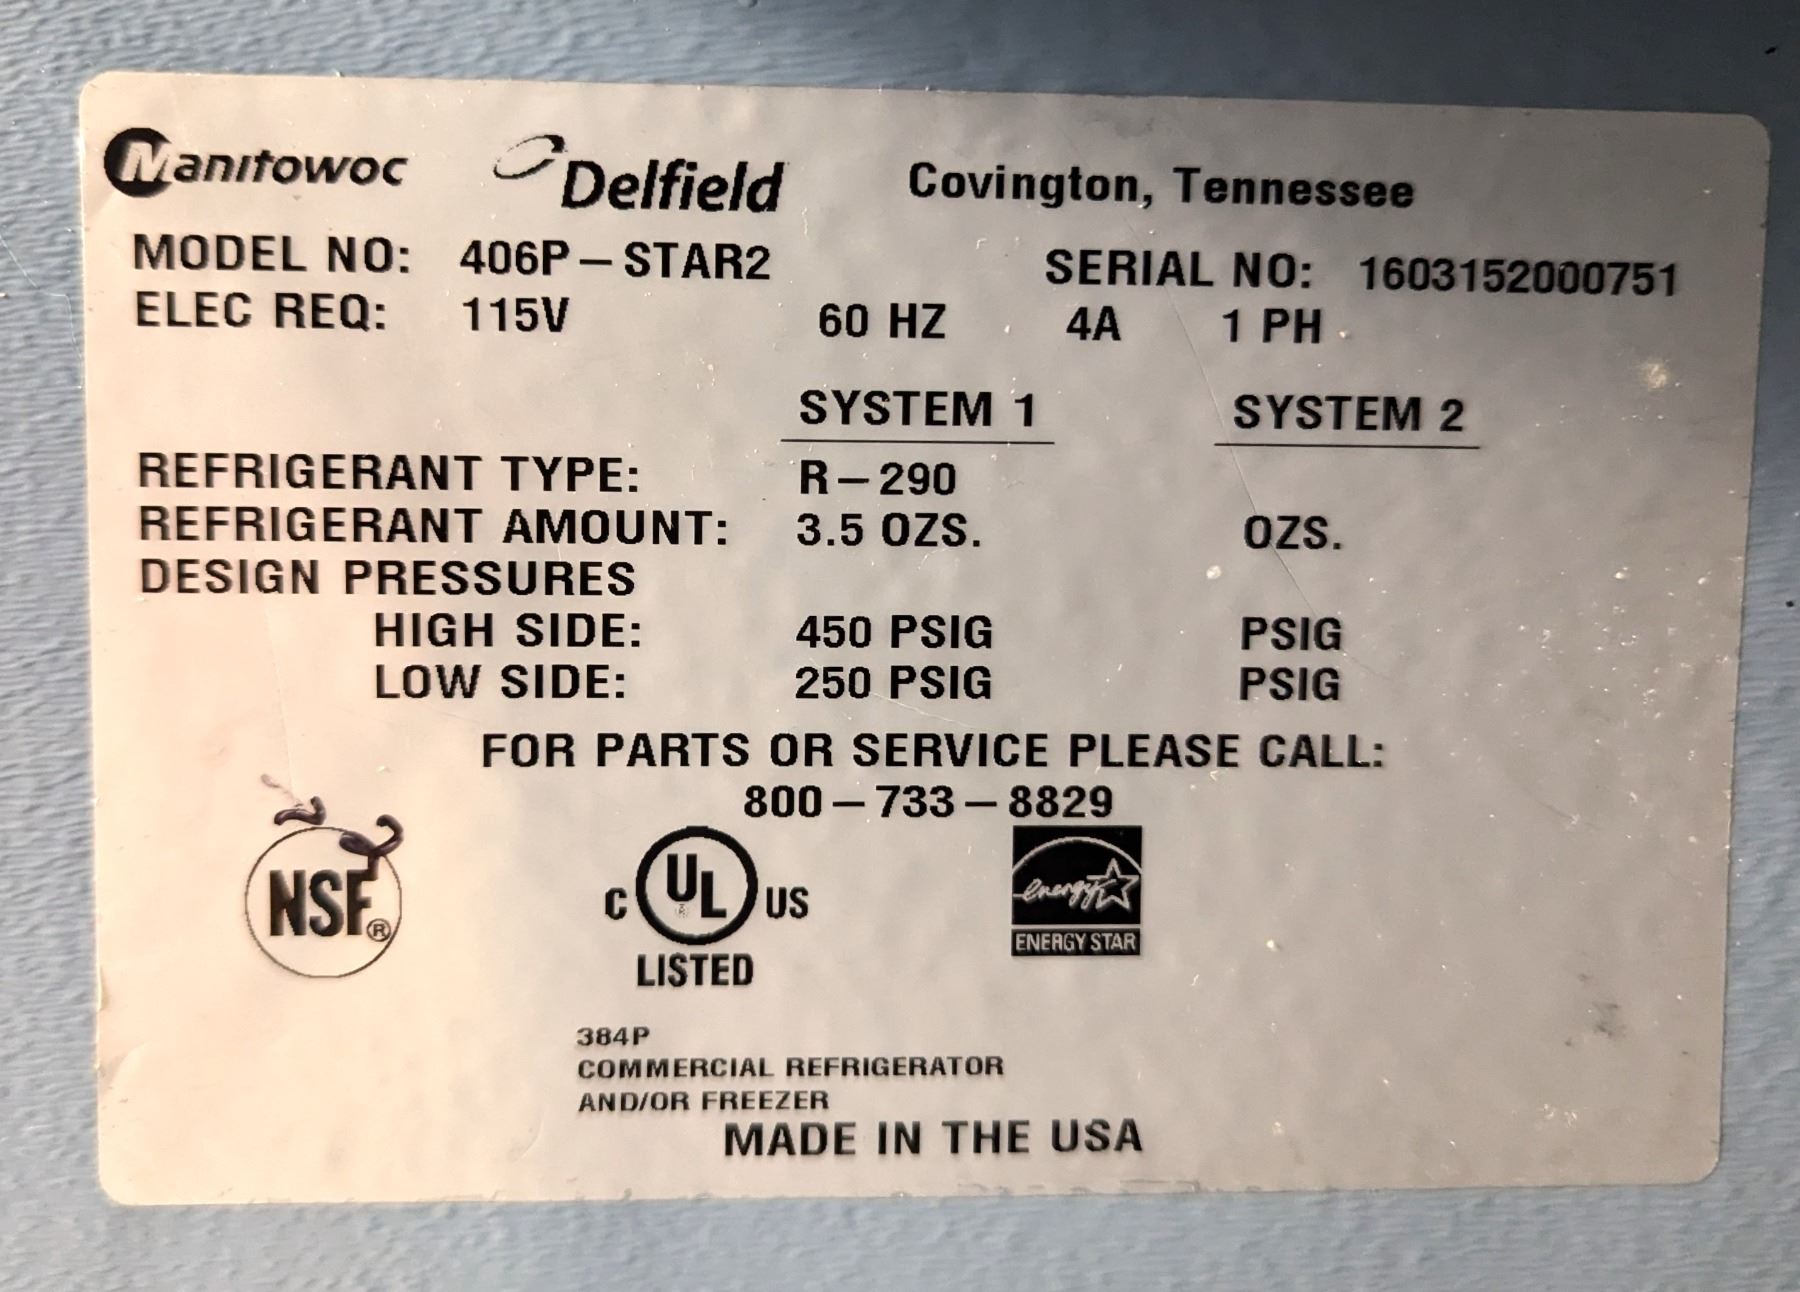 Manitowoc Delfield Covington, Tennessee
MODEL NO: 406P-STAR2 SERIAL NO: 1603152000751
ELEC REQ: 115V 60 HZ 4A 1 PH
SYSTEM 1 SYSTEM 2
REFRIGERANT TYPE: R-290
REFRIGERANT AMOUNT: 3.5 OZS. OZS.
DESIGN PRESSURES
HIGH SIDE: 450 PSIG PSIG
LOW SIDE: 250 PSIG PSIG
FOR PARTS OR SERVICE PLEASE CALL:
800-733-8829
NSF® C UL® US energy
ENERGY STAR
LISTED
384P
COMMERCIAL REFRIGERATOR
AND/OR FREEZER
MADE IN THE USA